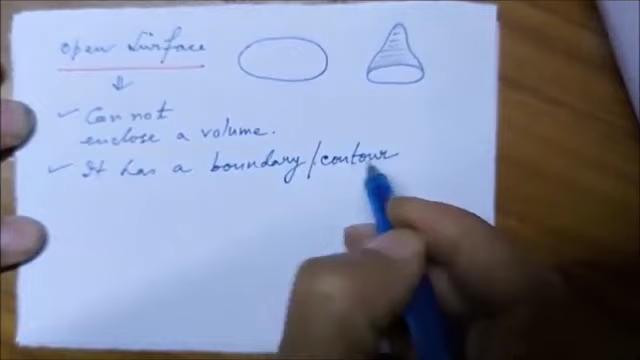 open Surface
✓ Can not
enclose a volume.
✓ It has a boundary/contour